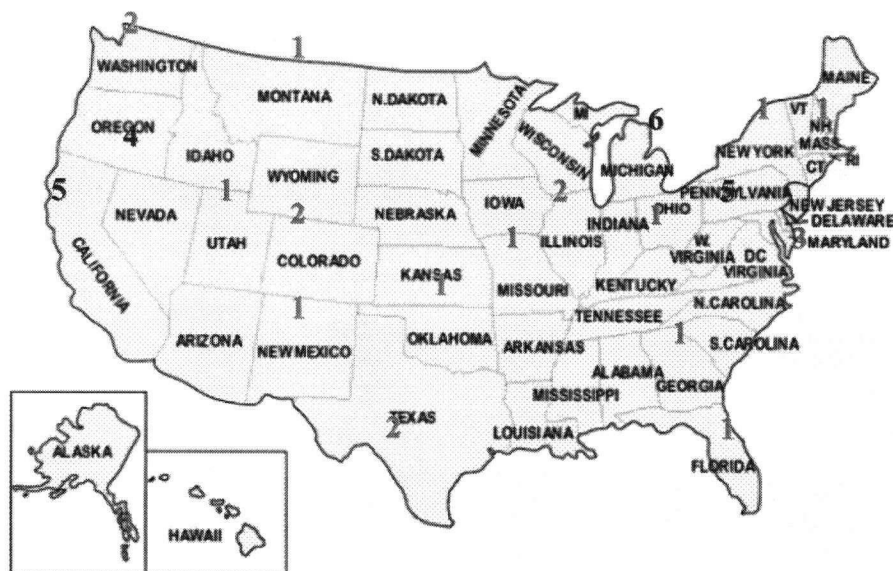 2
1
WASHINGTON
MONTANA
N.DAKOTA
MINNESOTA
MAINE
OREGON
4
IDAHO
S.DAKOTA
WISCONSIN
MI
6
MICHIGAN
1
VT
1
NH
MASS
NEW YORK
CT
RI
5
NEVADA
1
WYOMING
2
NEBRASKA
IOWA
2
ILLINOIS
INDIANA
OHIO
1
PENNSYLVANIA
5
NEW JERSEY
DELAWARE
3
MARYLAND
CALIFORNIA
UTAH
COLORADO
KANSAS
1
1
MISSOURI
KENTUCKY
W.
VIRGINIA
DC
VIRGINIA
ARIZONA
1
NEW MEXICO
OKLAHOMA
ARKANSAS
TENNESSEE
N.CAROLINA
1
S.CAROLINA
TEXAS
2
LOUISIANA
MISSISSIPPI
ALABAMA
GEORGIA
1
FLORIDA
ALASKA
HAWAII